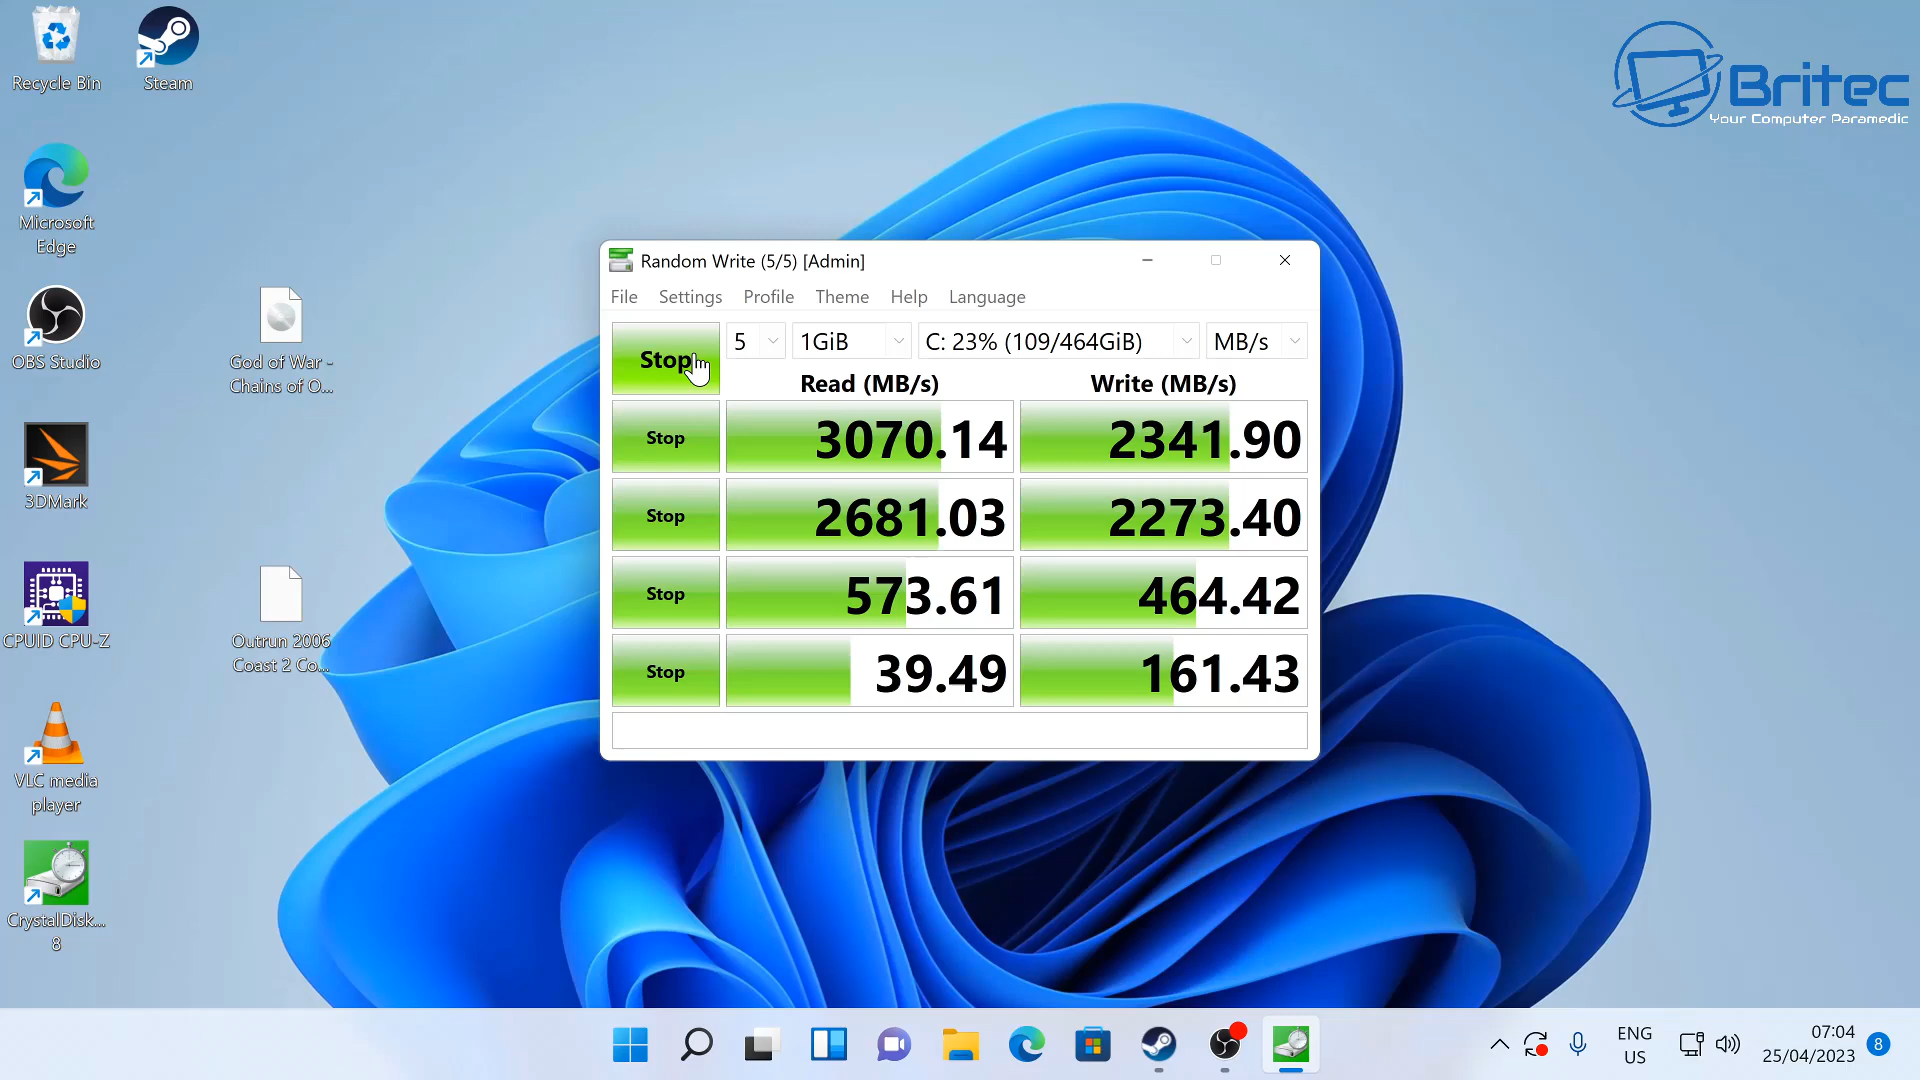 Recycle Bin
Steam
Britec
Your Computer Paramedic
Microsoft
Edge
OBS Studio
God of War -
Chains of O...
3DMark
CPUID CPU-Z
Outrun 2006
Coast 2 Co...
VLC media
player
CrystalDisk...
8
Random Write (5/5) [Admin]
File Settings Profile Theme Help Language
Stop 5 1GiB C: 23% (109/464GiB) MB/s
Read (MB/s) Write (MB/s)
Stop 3070.14 2341.90
Stop 2681.03 2273.40
Stop 573.61 464.42
Stop 39.49 161.43
ENG
US
07:04
25/04/2023
8